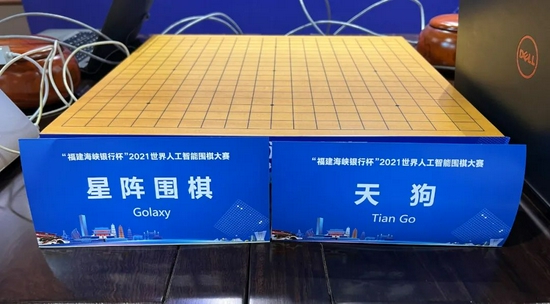 “福建海峡银行杯”2021世界人工智能围棋大赛
星阵围棋
Golaxy
“福建海峡银行杯”2021世界人工智能围棋大赛
天狗
Tian Go
DELL